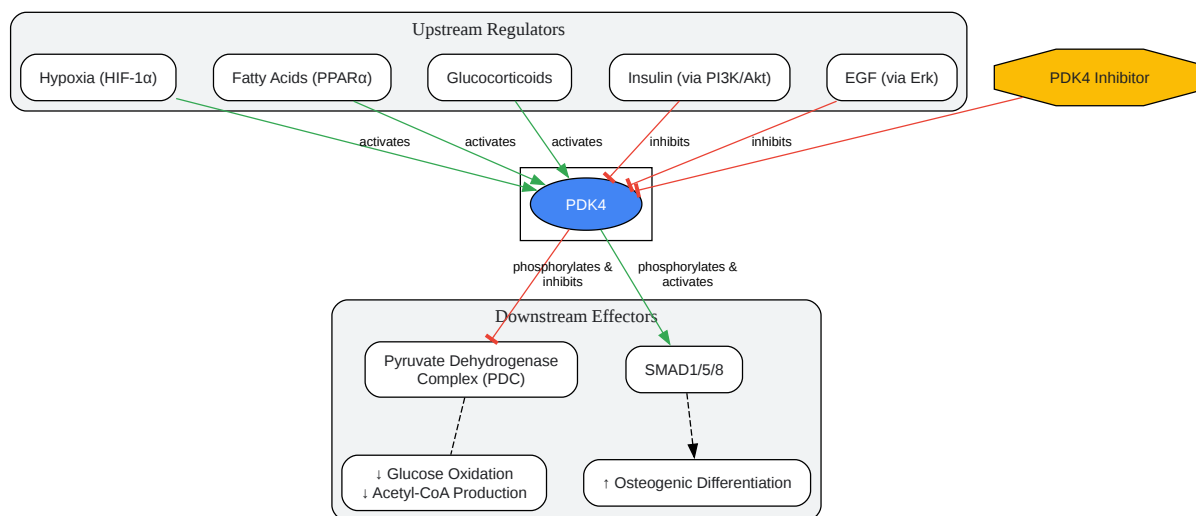 Upstream Regulators
Hypoxia (HIF-1α)
Fatty Acids (PPARα)
Glucocorticoids
Insulin (via PI3K/Akt)
EGF (via Erk)
PDK4 Inhibitor
activates
activates
activates
inhibits
inhibits
PDK4
phosphorylates &
inhibits
phosphorylates &
activates
Downstream Effectors
Pyruvate Dehydrogenase
Complex (PDC)
SMAD1/5/8
↓ Glucose Oxidation
↓ Acetyl-CoA Production
↑ Osteogenic Differentiation